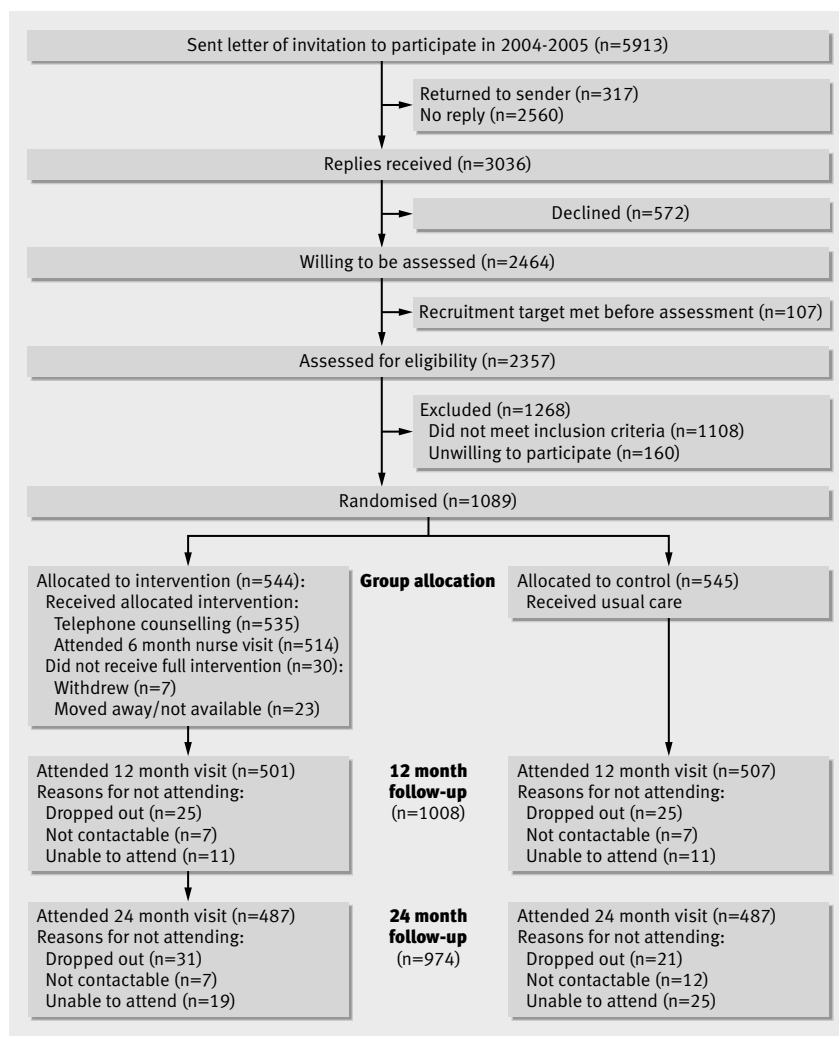 Sent letter of invitation to participate in 2004-2005 (n=5913)
Returned to sender (n=317)
No reply (n=2560)
Replies received (n=3036)
Declined (n=572)
Willing to be assessed (n=2464)
Recruitment target met before assessment (n=107)
Assessed for eligibility (n=2357)
Excluded (n=1268)
Did not meet inclusion criteria (n=1108)
Unwilling to participate (n=160)
Randomised (n=1089)
Allocated to intervention (n=544):
Received allocated intervention:
Telephone counselling (n=535)
Attended 6 month nurse visit (n=514)
Did not receive full intervention (n=30):
Withdrew (n=7)
Moved away/not available (n=23)
Group allocation
Allocated to control (n=545)
Received usual care
Attended 12 month visit (n=501)
Reasons for not attending:
Dropped out (n=25)
Not contactable (n=7)
Unable to attend (n=11)
12 month
follow-up
(n=1008)
Attended 12 month visit (n=507)
Reasons for not attending:
Dropped out (n=25)
Not contactable (n=7)
Unable to attend (n=11)
Attended 24 month visit (n=487)
Reasons for not attending:
Dropped out (n=31)
Not contactable (n=7)
Unable to attend (n=19)
24 month
follow-up
(n=974)
Attended 24 month visit (n=487)
Reasons for not attending:
Dropped out (n=21)
Not contactable (n=12)
Unable to attend (n=25)